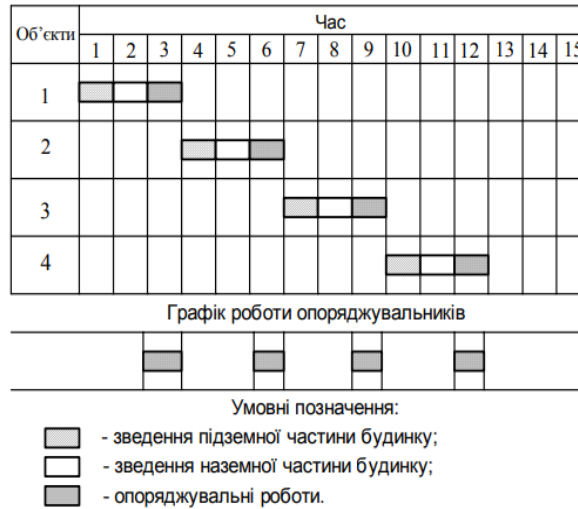 Об’єкти Час
1 2 3 4 5 6 7 8 9 10 11 12 13 14 15
1
2
3
4
Графік роботи опоряджувальників
Умовні позначення:
- зведення підземної частини будинку;
- зведення наземної частини будинку;
- опоряджувальні роботи.